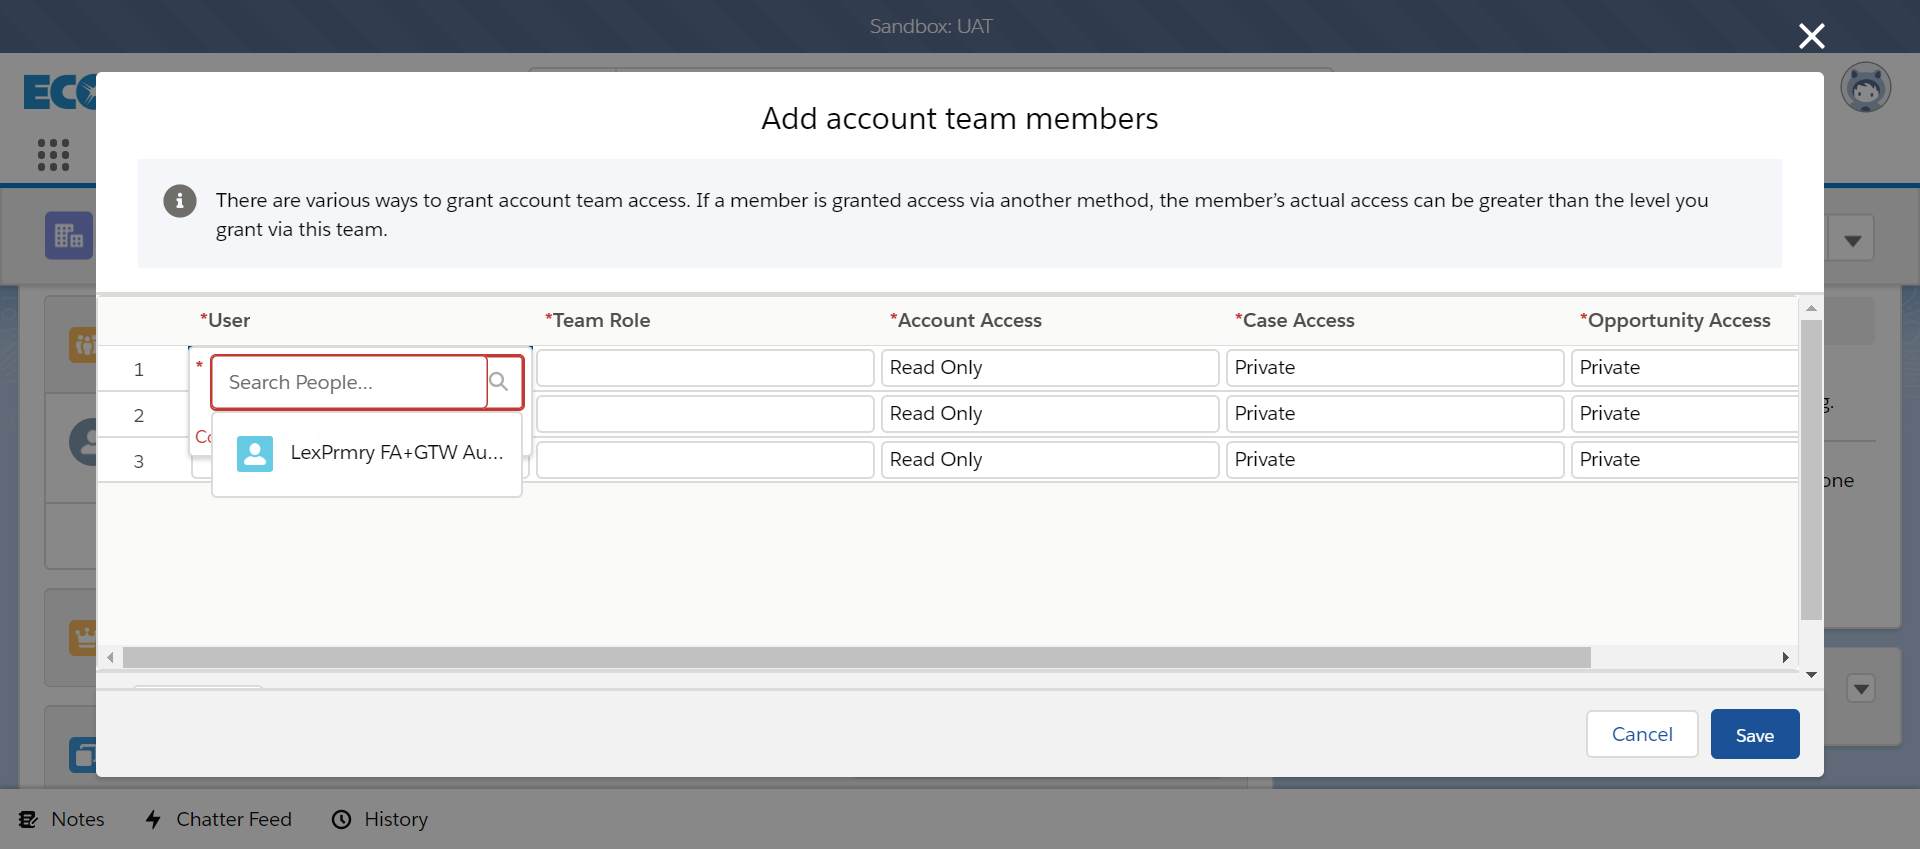 Sandbox: UAT
Add account team members
There are various ways to grant account team access. If a member is granted access via another method, the member's actual access can be greater than the level you
grant via this team.
*User *Team Role *Account Access *Case Access *Opportunity Access
1 * Search People... Read Only Private Private
2 Read Only Private Private
LexPrmry FA+GTW Au...
3 Read Only Private Private
Cancel Save
Notes Chatter Feed History